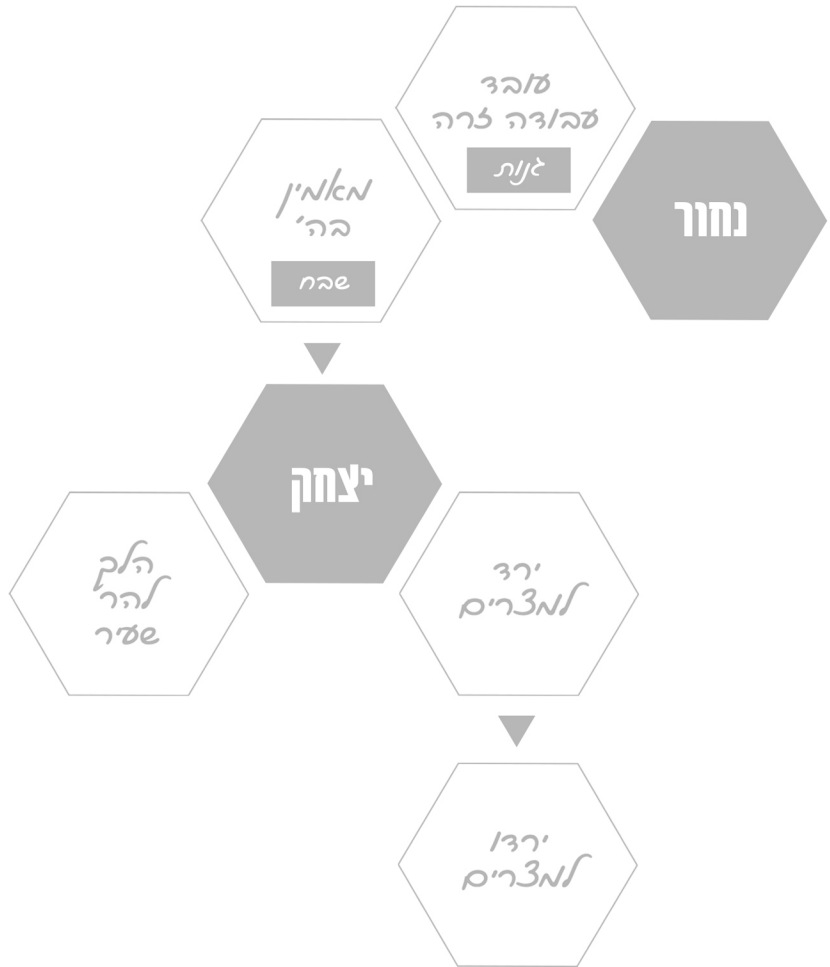 עובד
עבודה זרה
גנות
נחור
מאמין
בה'
שבח
יצחק
ירד
למצרים
הלך
להר
שעיר
ירדו
למצרים